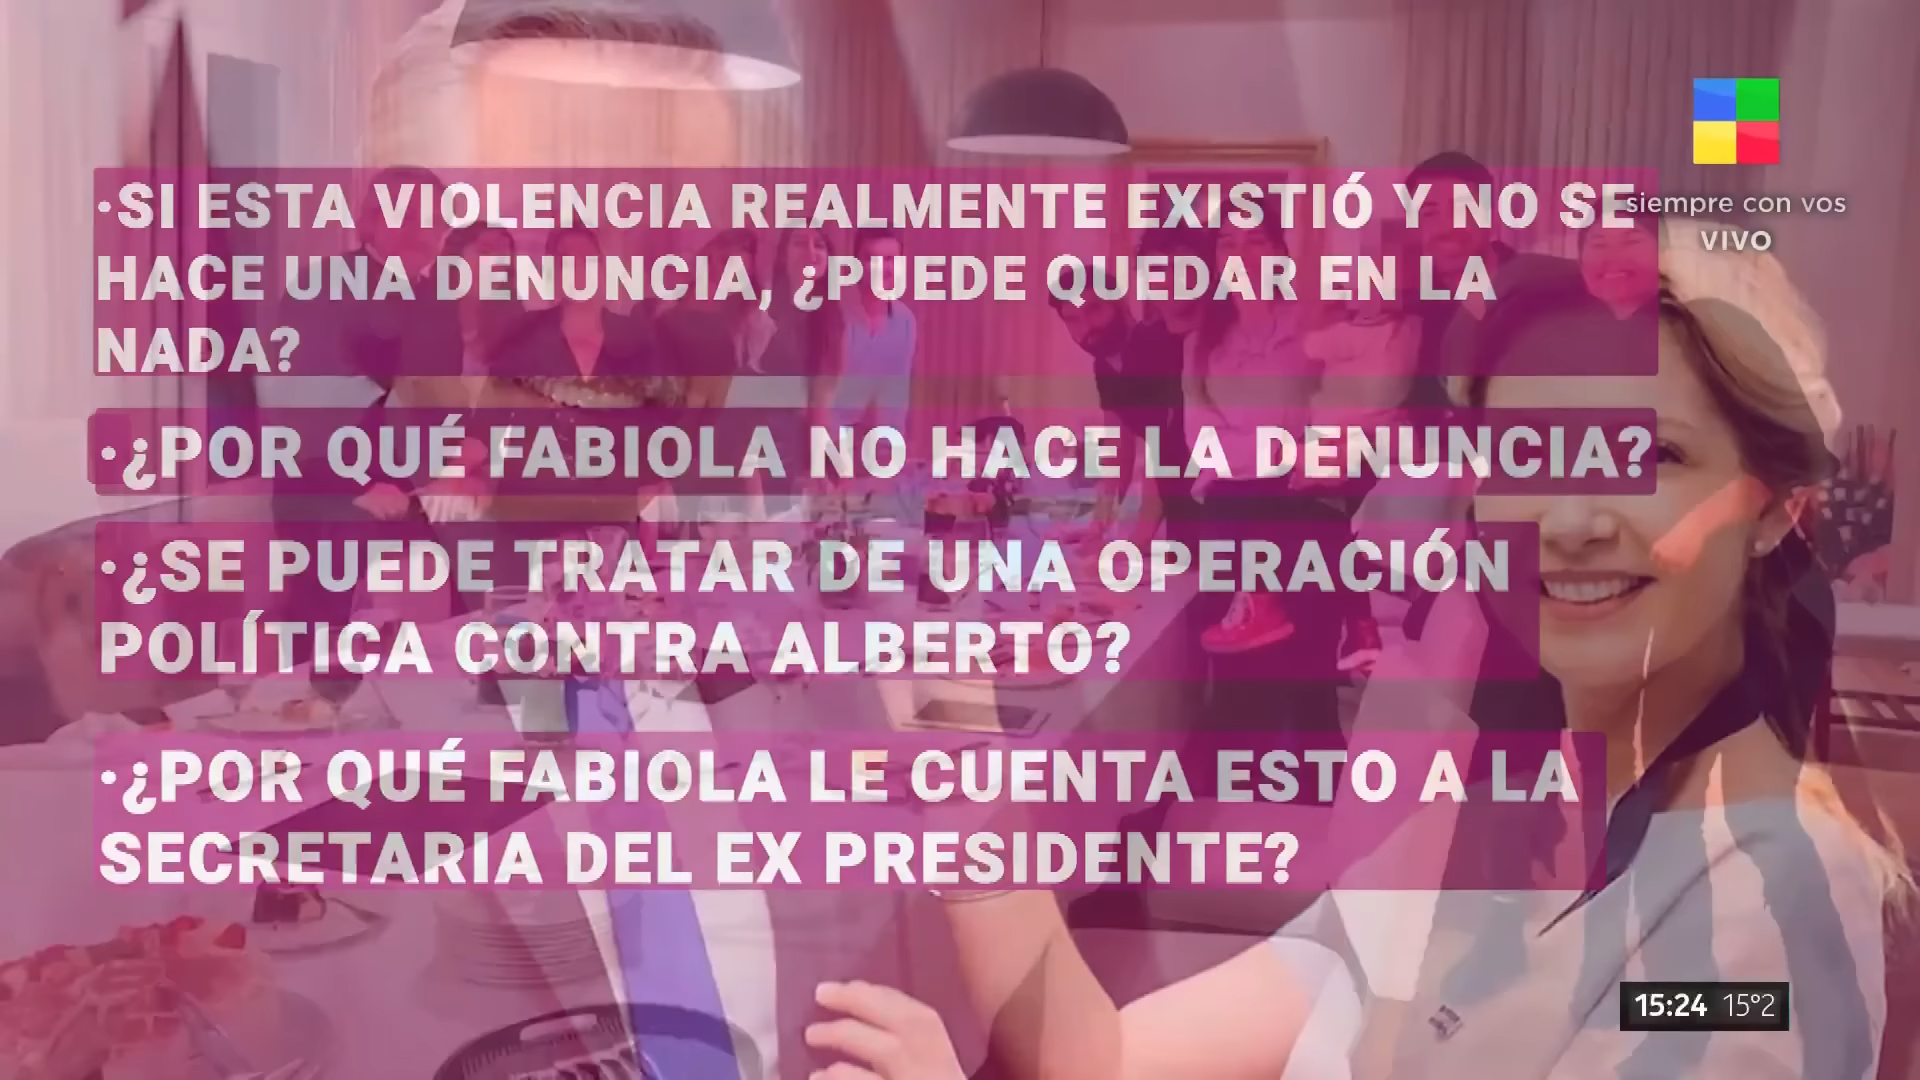 ·SI ESTA VIOLENCIA REALMENTE EXISTIÓ Y NO SE
HACE UNA DENUNCIA, ¿PUEDE QUEDAR EN LA
NADA?
·¿POR QUÉ FABIOLA NO HACE LA DENUNCIA?
·¿SE PUEDE TRATAR DE UNA OPERACIÓN
POLÍTICA CONTRA ALBERTO?
·¿POR QUÉ FABIOLA LE CUENTA ESTO A LA
SECRETARIA DEL EX PRESIDENTE?
siempre con vos
VIVO
15:24 15°2